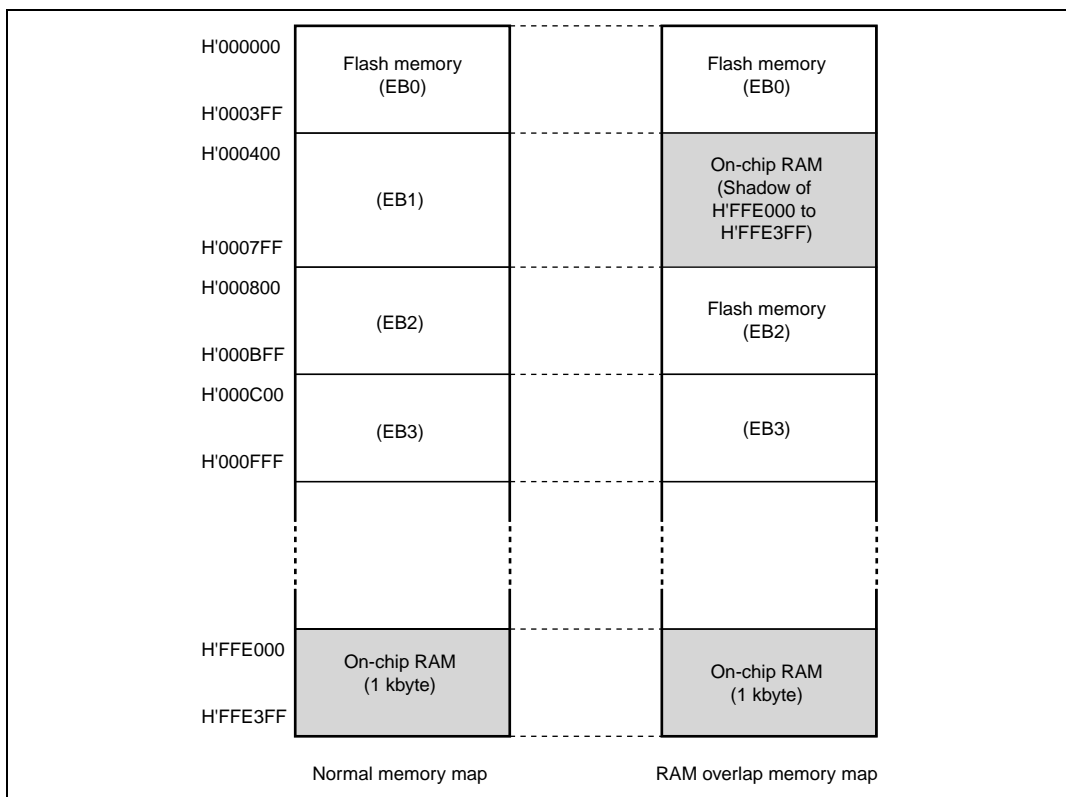 H'000000
Flash memory
(EB0)
Flash memory
(EB0)
H'0003FF
H'000400
(EB1)
On-chip RAM
(Shadow of
H'FFE000 to
H'FFE3FF)
H'0007FF
H'000800
(EB2)
Flash memory
(EB2)
H'000BFF
H'000C00
(EB3)
(EB3)
H'000FFF
H'FFE000
On-chip RAM
(1 kbyte)
On-chip RAM
(1 kbyte)
H'FFE3FF
Normal memory map
RAM overlap memory map